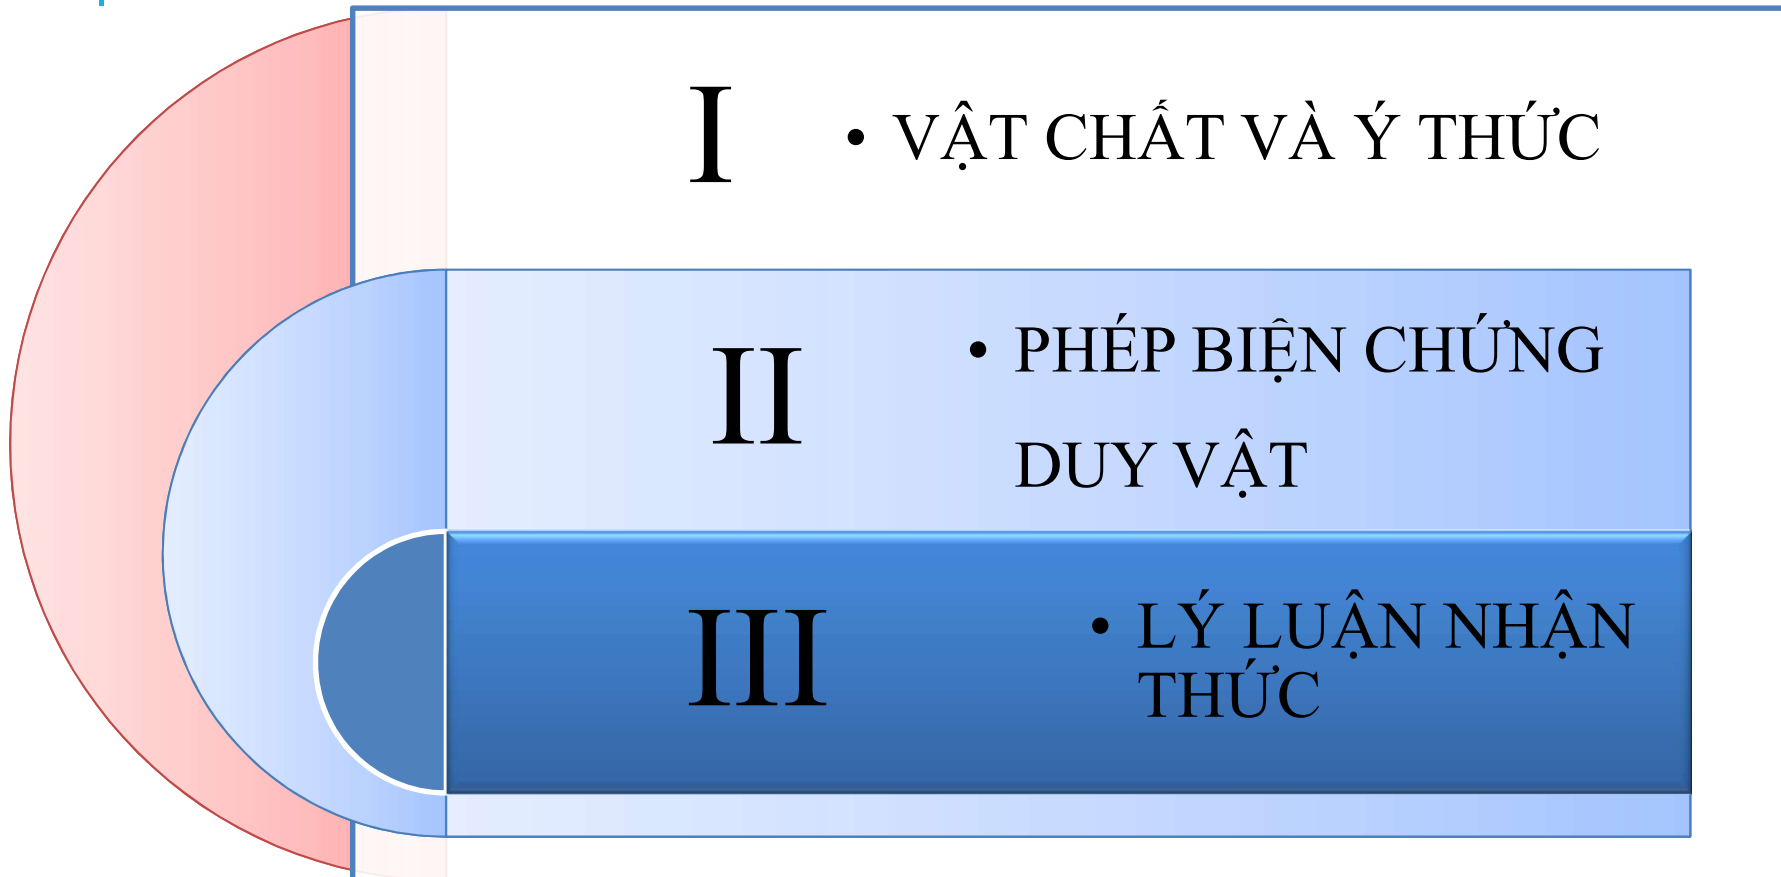 I
• VẬT CHẤT VÀ Ý THỨC
II
• PHÉP BIỆN CHỨNG
DUY VẬT
III
• LÝ LUẬN NHẬN
THỨC